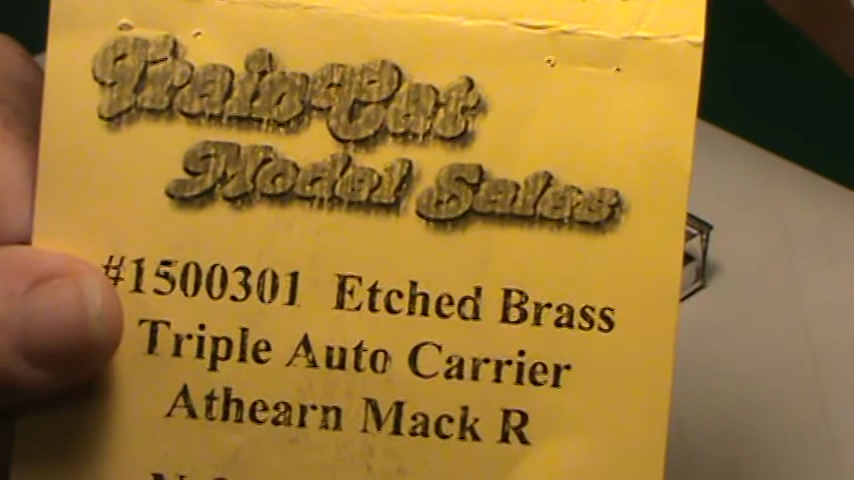 Train-Cat
Model Sales
#1500301 Etched Brass
Triple Auto Carrier
Athearn Mack R